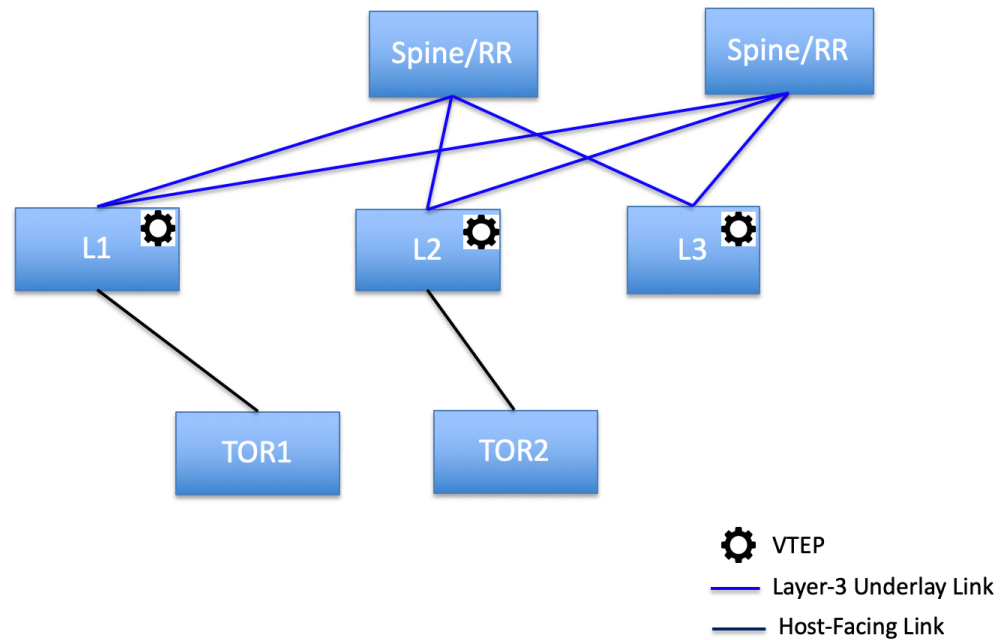 Spine/RR
Spine/RR
L1
L2
L3
TOR1
TOR2
VTEP
Layer-3 Underlay Link
Host-Facing Link